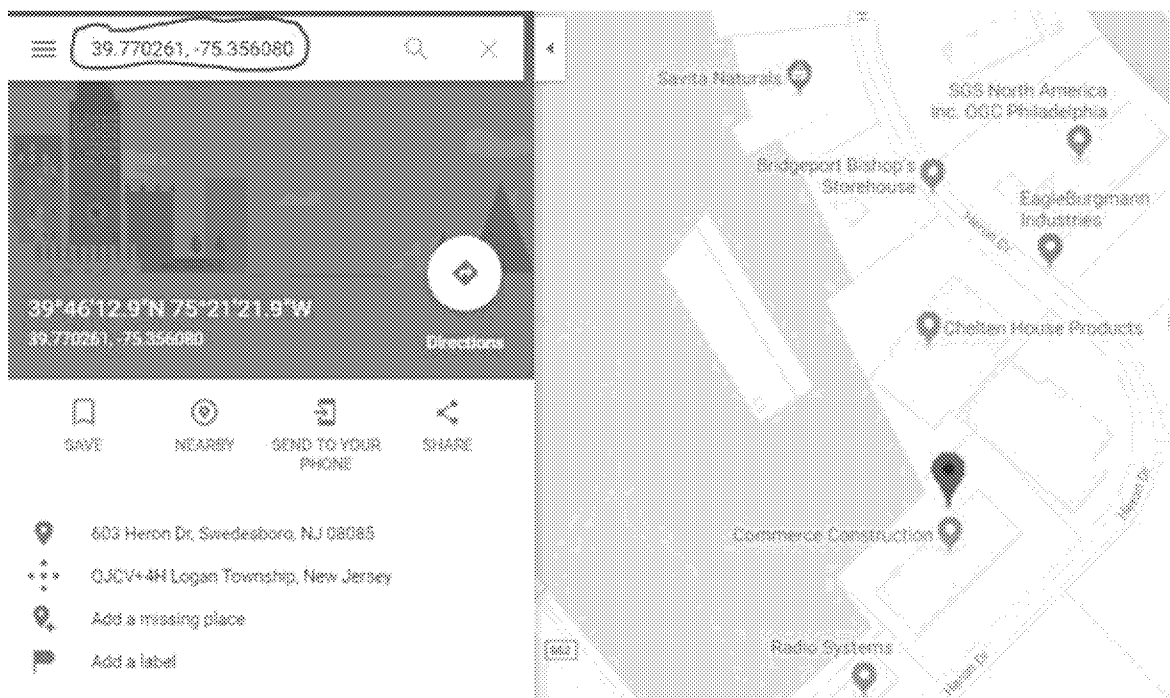 39.770261, -75.356080
39°46'12.9"N 75°21'21.9"W
39.770261, -75.356080
Directions
SAVE
NEARBY
SEND TO YOUR
PHONE
SHARE
603 Heron Dr, Swedesboro, NJ 08085
QJCV+4H Logan Township, New Jersey
Add a missing place
Add a label
Savita Naturals
SGS North America
Inc. OGC Philadelphia
Bridgeport Bishop's
Storehouse
EagleBurgmann
Industries
Heron Dr
Chelten House Products
Heron Dr
Commerce Construction
Radio Systems
Heron Dr
662